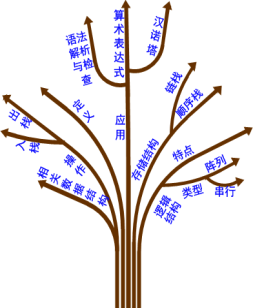 语法
解析
与检
查
算术表达式
汉诺塔
应用
链栈
顺序栈
存储结构
出栈
入栈
定义
操作
相关数据结构
特点
阵列
类型
串行
逻辑
结构